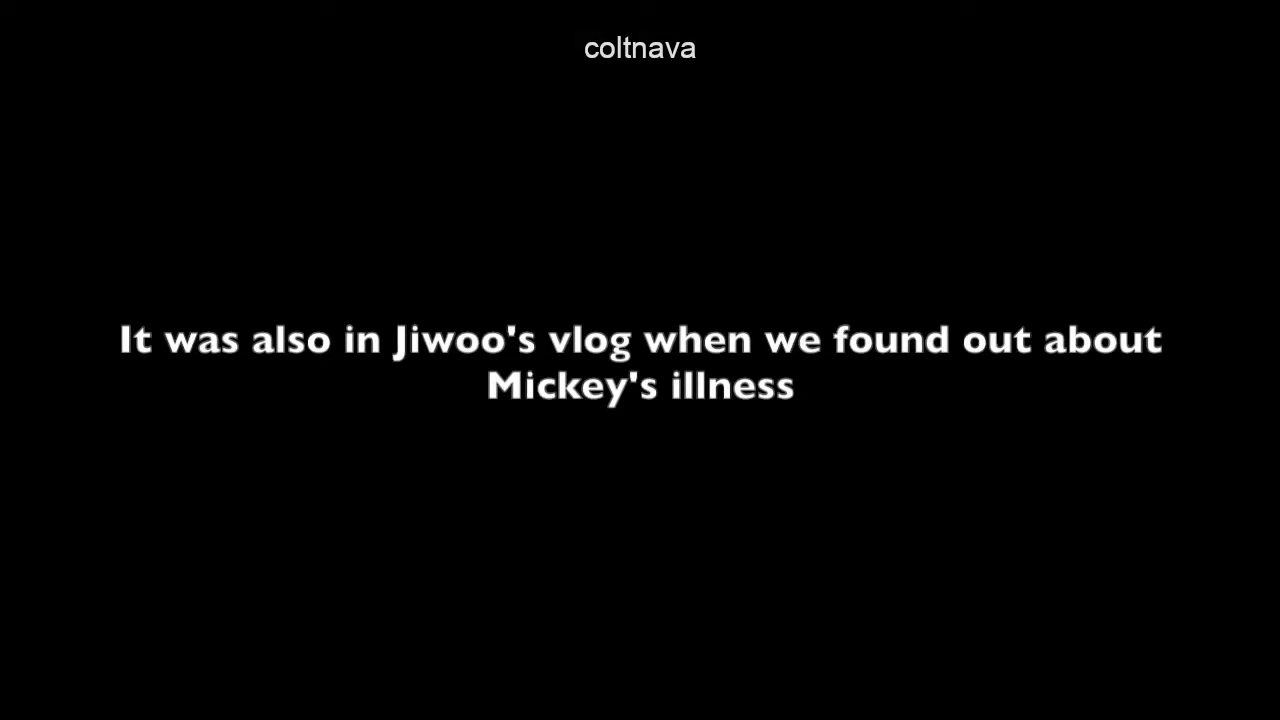 coltnava
It was also in Jiwoo's vlog when we found out about
Mickey's illness